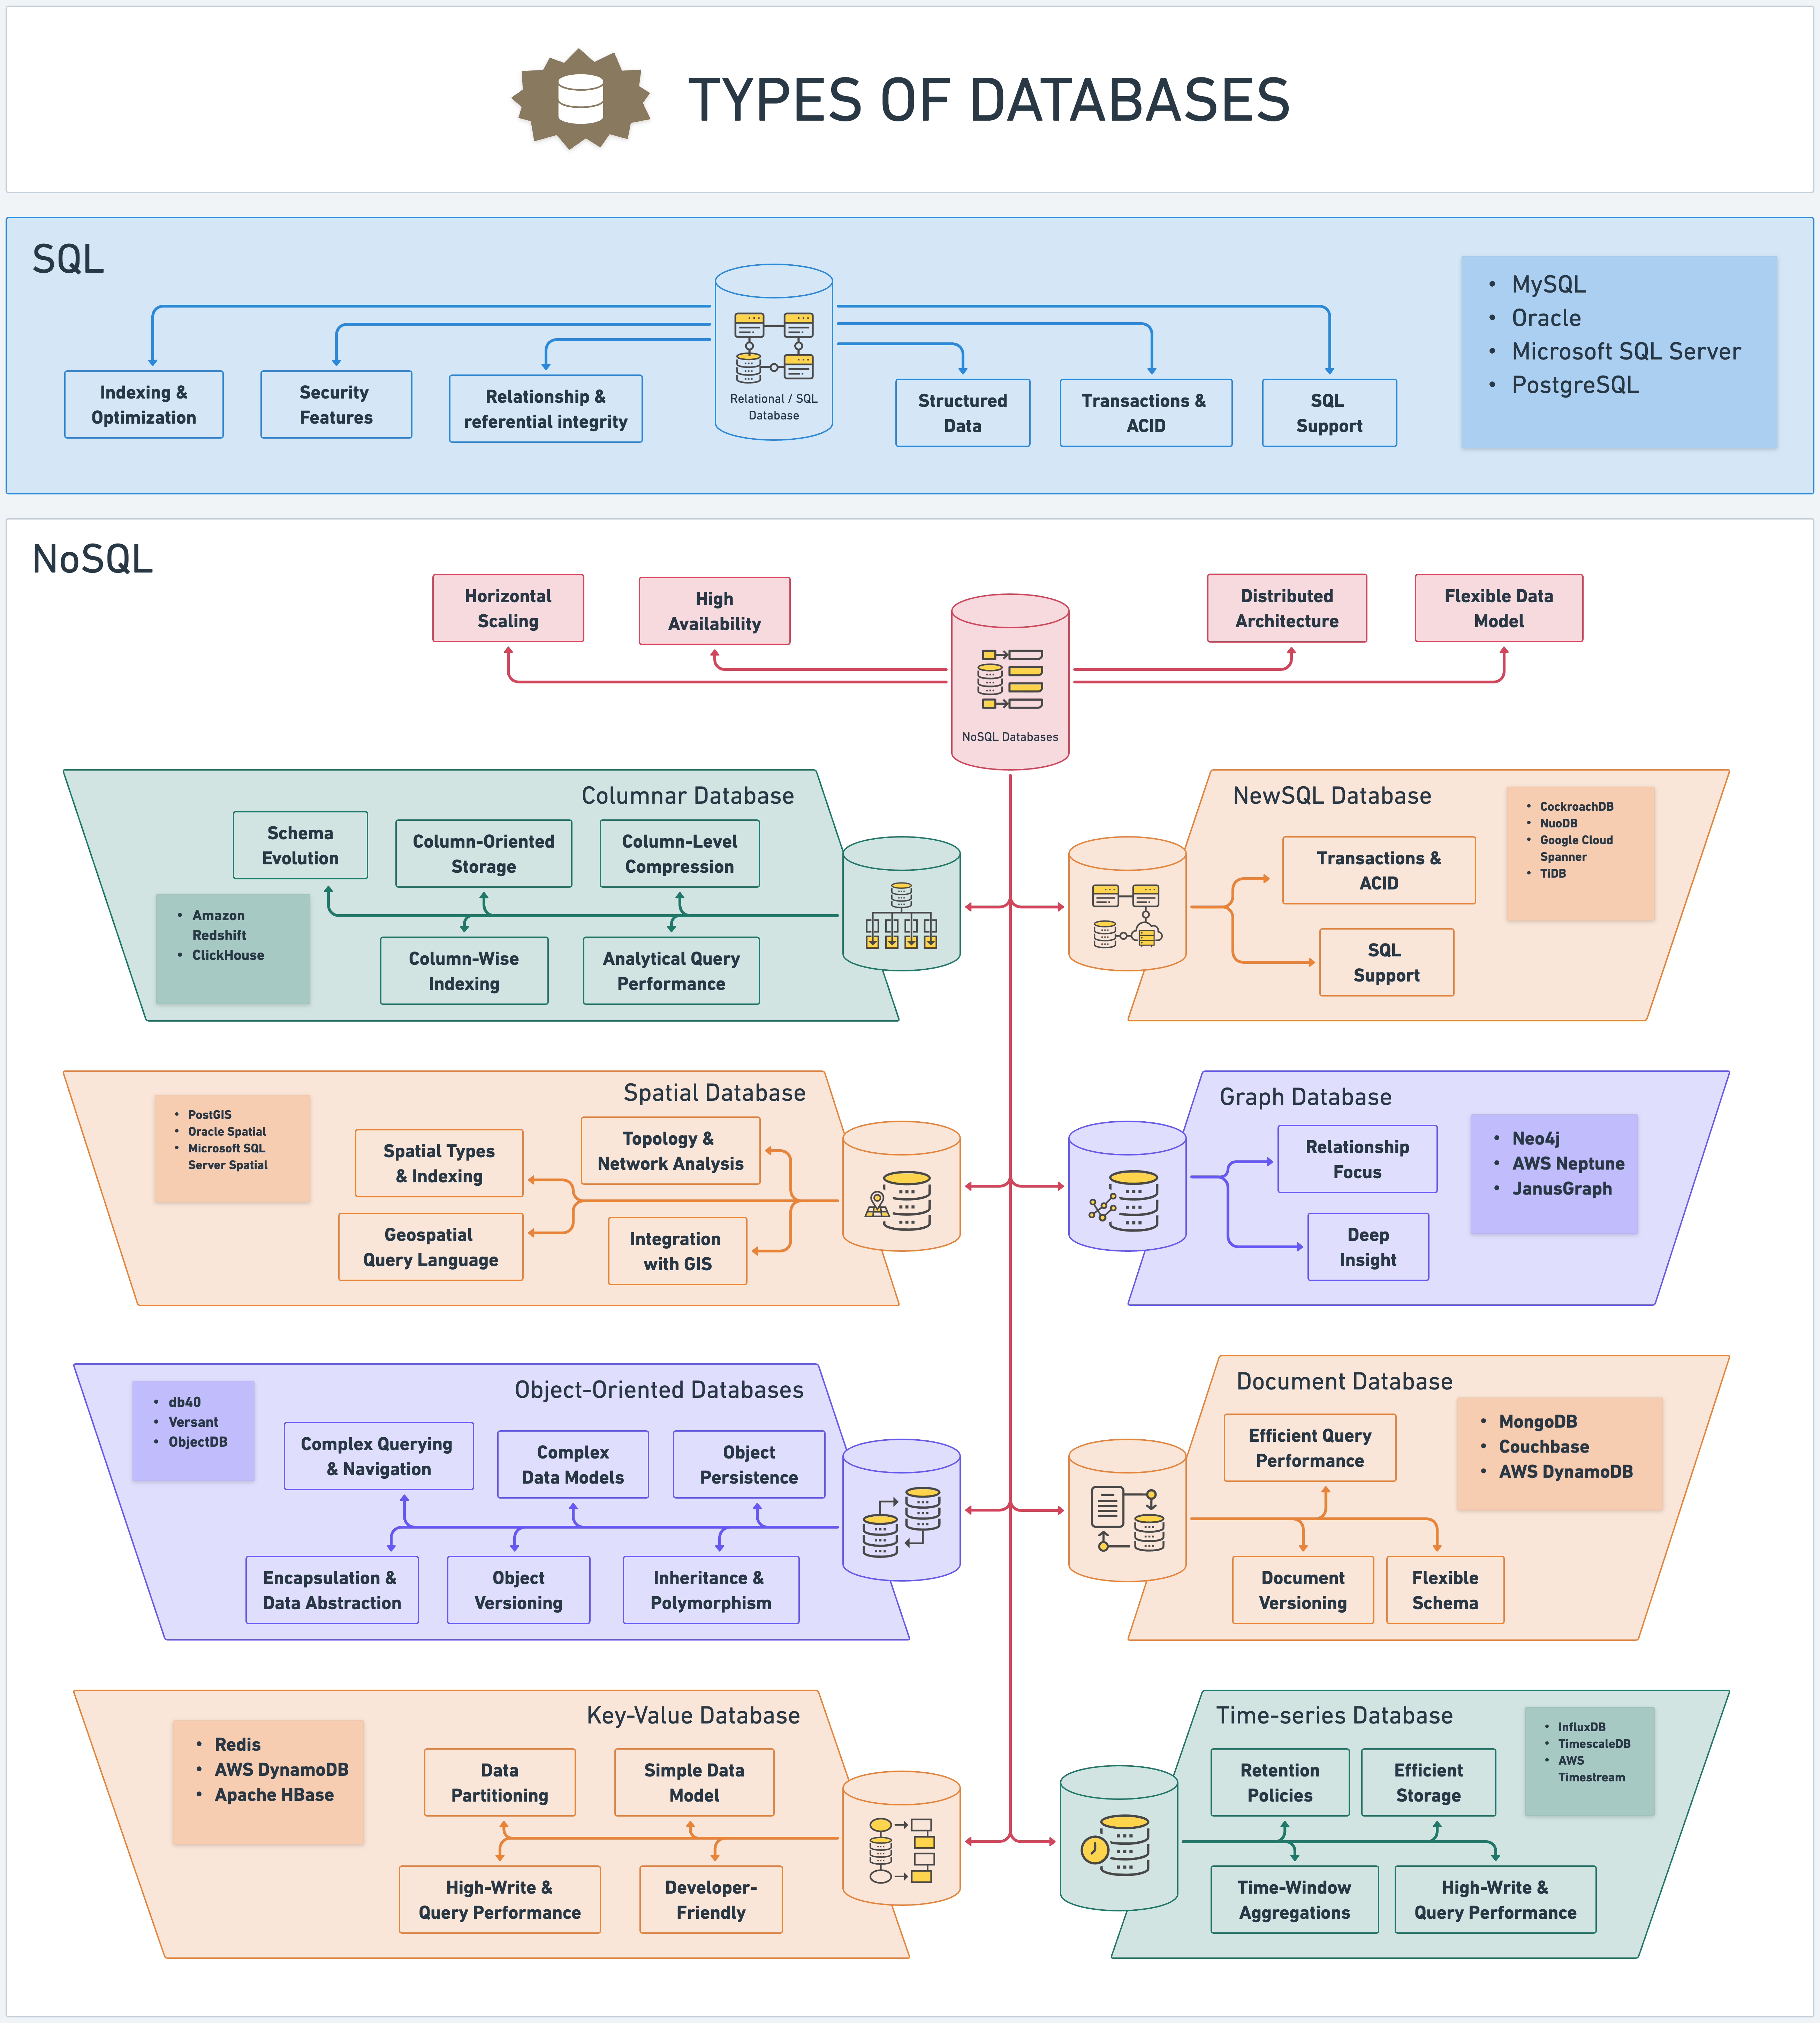 TYPES OF DATABASES
SQL
Relational / SQL
Database
Indexing &
Optimization
Security
Features
Relationship &
referential integrity
Structured
Data
Transactions &
ACID
SQL
Support
• MySQL
• Oracle
• Microsoft SQL Server
• PostgreSQL
NoSQL
Horizontal
Scaling
High
Availability
Distributed
Architecture
Flexible Data
Model
NoSQL Databases
Columnar Database
Schema
Evolution
Column-Oriented
Storage
Column-Level
Compression
• Amazon
Redshift
• ClickHouse
Column-Wise
Indexing
Analytical Query
Performance
NewSQL Database
Transactions &
ACID
SQL
Support
• CockroachDB
• NuoDB
• Google Cloud
Spanner
• TiDB
Spatial Database
• PostGIS
• Oracle Spatial
• Microsoft SQL
Server Spatial
Spatial Types
& Indexing
Topology &
Network Analysis
Geospatial
Query Language
Integration
with GIS
Graph Database
Relationship
Focus
Deep
Insight
• Neo4j
• AWS Neptune
• JanusGraph
Object-Oriented Databases
• db40
• Versant
• ObjectDB
Complex Querying
& Navigation
Complex
Data Models
Object
Persistence
Encapsulation &
Data Abstraction
Object
Versioning
Inheritance &
Polymorphism
Document Database
Efficient Query
Performance
Document
Versioning
Flexible
Schema
• MongoDB
• Couchbase
• AWS DynamoDB
Key-Value Database
• Redis
• AWS DynamoDB
• Apache HBase
Data
Partitioning
Simple Data
Model
High-Write &
Query Performance
Developer-
Friendly
Time-series Database
Retention
Policies
Efficient
Storage
Time-Window
Aggregations
High-Write &
Query Performance
• InfluxDB
• TimescaleDB
• AWS
Timestream